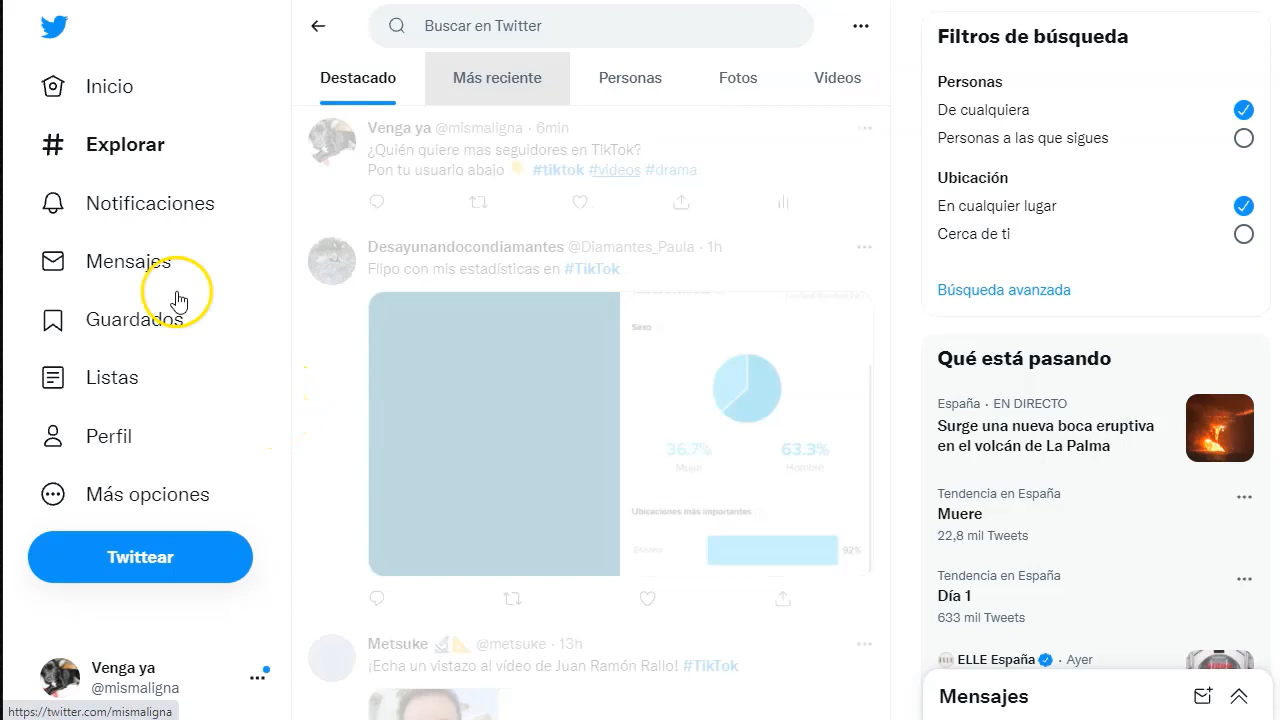 Inicio
Explorar
Notificaciones
Mensajes
Guardados
Listas
Perfil
Más opciones
Twittear
Venga ya
@mismaligna
https://twitter.com/mismaligna
Buscar en Twitter
Destacado
Más reciente
Personas
Fotos
Videos
Venga ya @mismaligna · 6min
¿Quién quiere mas seguidores en TIkTok?
Pon tu usuario abajo 👇 #tiktok #videos #drama
Desayunandocondiamantes @Diamantes_Paula · 1h
Flipo con mis estadísticas en #TikTok
Sexo
36,7%
63.3%
Mujer
Hombre
Ubicaciones más importantes
92%
Metsuke @metsuke · 13h
¡Echa un vistazo al vídeo de Juan Ramón Rallo! #TikTok
Filtros de búsqueda
Personas
De cualquiera
Personas a las que sigues
Ubicación
En cualquier lugar
Cerca de ti
Búsqueda avanzada
Qué está pasando
España · EN DIRECTO
Surge una nueva boca eruptiva
en el volcán de La Palma
Tendencia en España
Muere
22,8 mil Tweets
Tendencia en España
Día 1
633 mil Tweets
ELLE España · Ayer
Mensajes